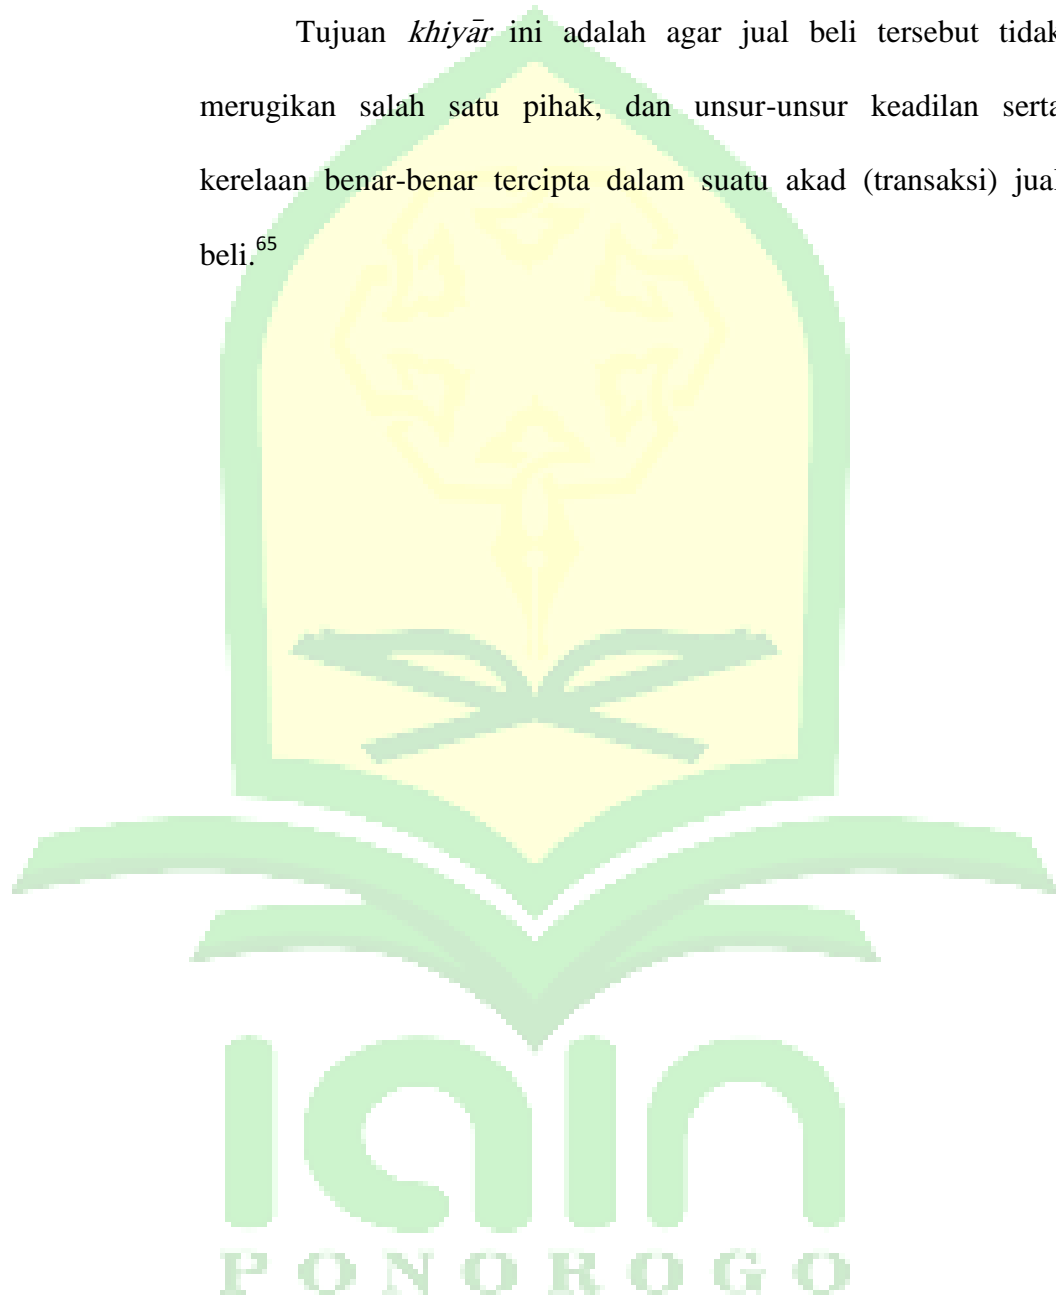 Tujuan khiyār ini adalah agar jual beli tersebut tidak
merugikan salah satu pihak, dan unsur-unsur keadilan serta
kerelaan benar-benar tercipta dalam suatu akad (transaksi) jual
beli.65
iain
PONOROGO